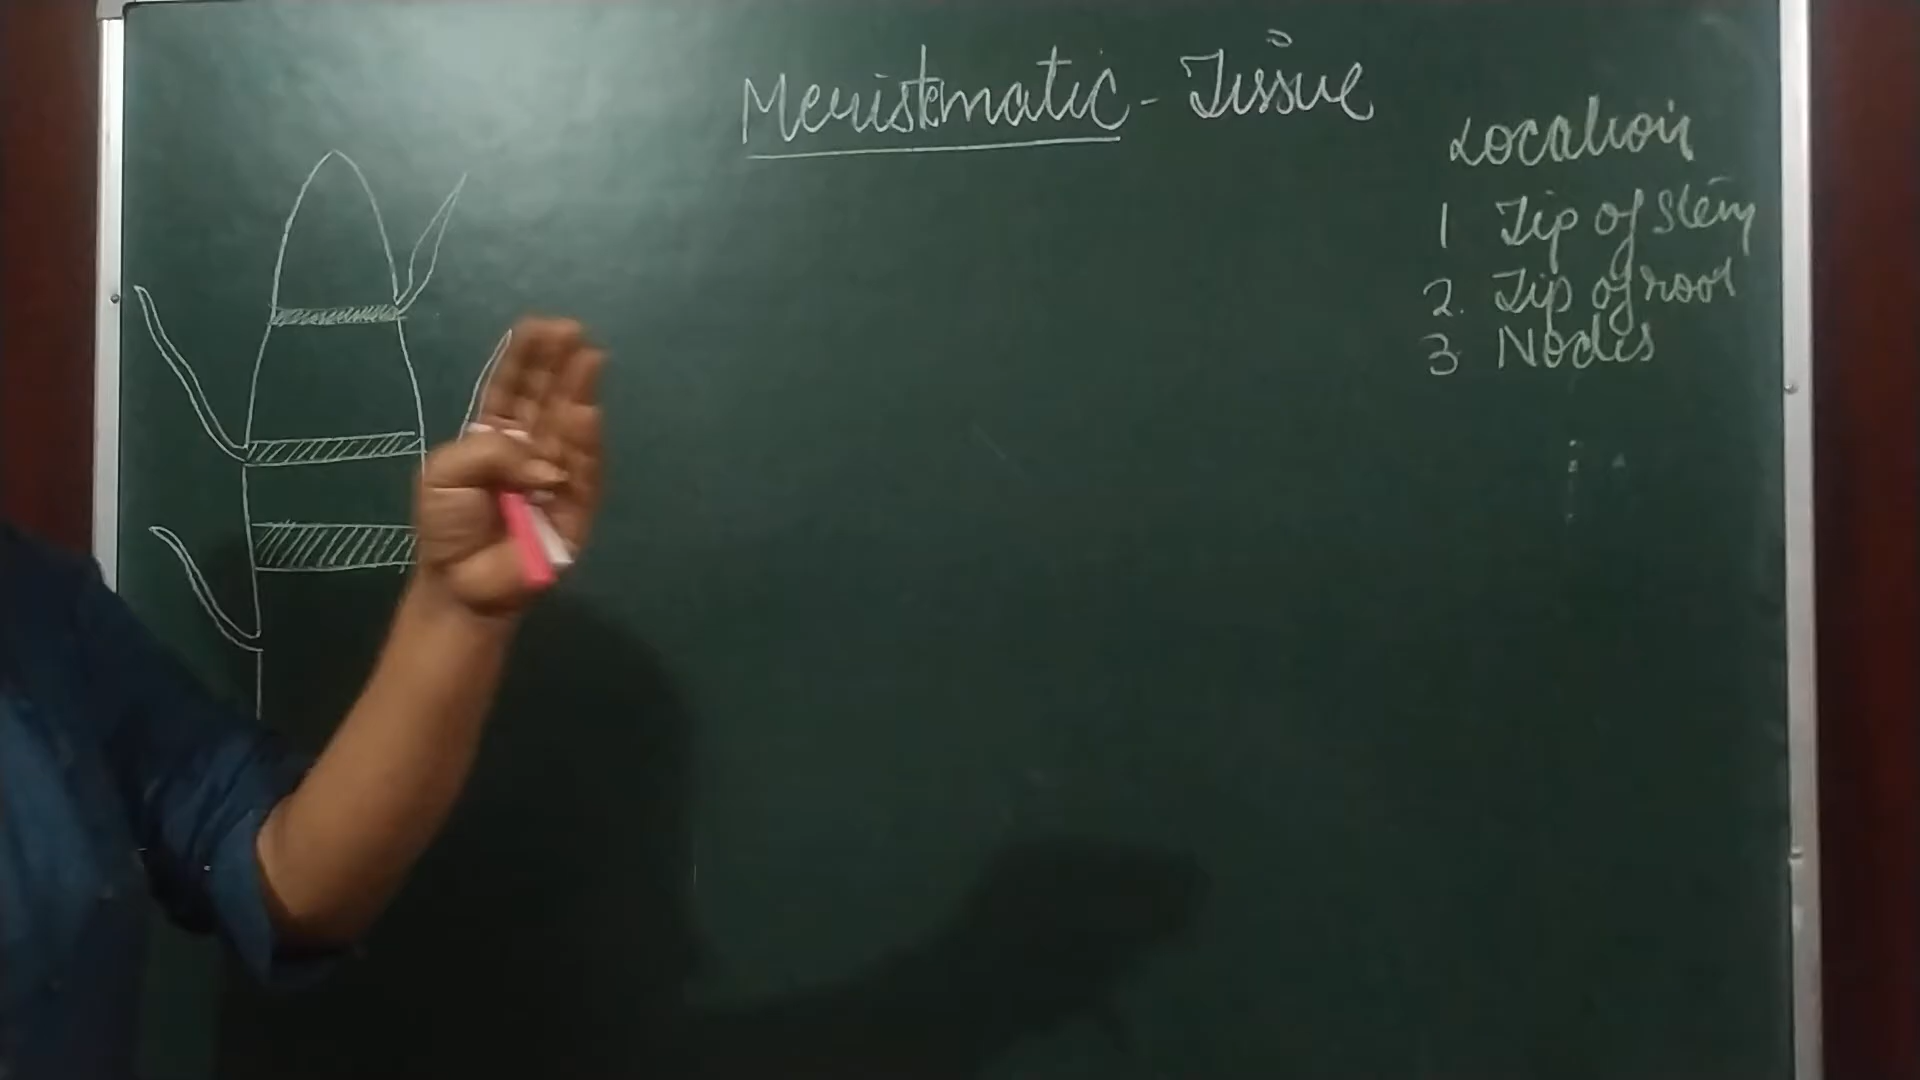 Meristematic - Tissue
Location
1 Tip of stem
2. Tip of root
3 Nodes